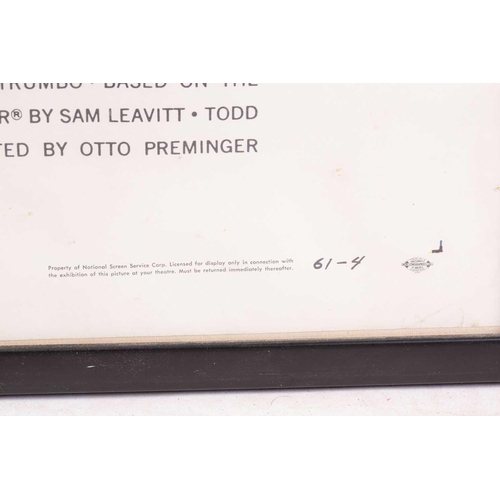 TRUMBO • BASED ON THE
R® BY SAM LEAVITT • TODD
TED BY OTTO PREMINGER
Property of National Screen Service Corp. Licensed for display only in connection with
the exhibition of this picture at your theatre. Must be returned immediately thereafter.
61-4